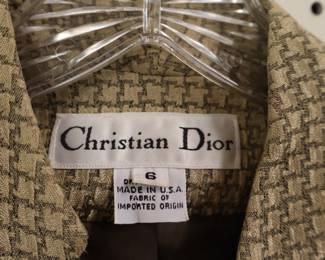 Christian Dior
6
MADE IN U.S.A.
FABRIC OF
IMPORTED ORIGIN